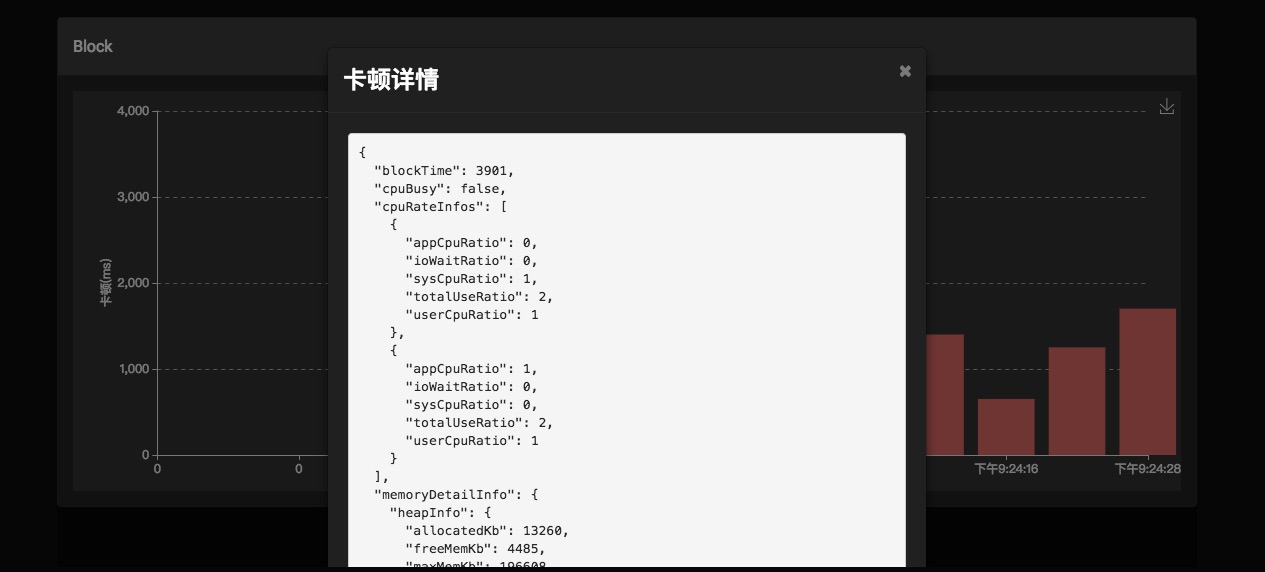 Block
卡顿详情
✖
4,000
3,000
2,000
1,000
0
卡顿(ms)
0
0
下午9:24:16
下午9:24:28
{
  "blockTime": 3901,
  "cpuBusy": false,
  "cpuRateInfos": [
    {
      "appCpuRatio": 0,
      "ioWaitRatio": 0,
      "sysCpuRatio": 1,
      "totalUseRatio": 2,
      "userCpuRatio": 1
    },
    {
      "appCpuRatio": 1,
      "ioWaitRatio": 0,
      "sysCpuRatio": 0,
      "totalUseRatio": 2,
      "userCpuRatio": 1
    }
  ],
  "memoryDetailInfo": {
    "heapInfo": {
      "allocatedKb": 13260,
      "freeMemKb": 4485,
      "maxMemKb": 196608